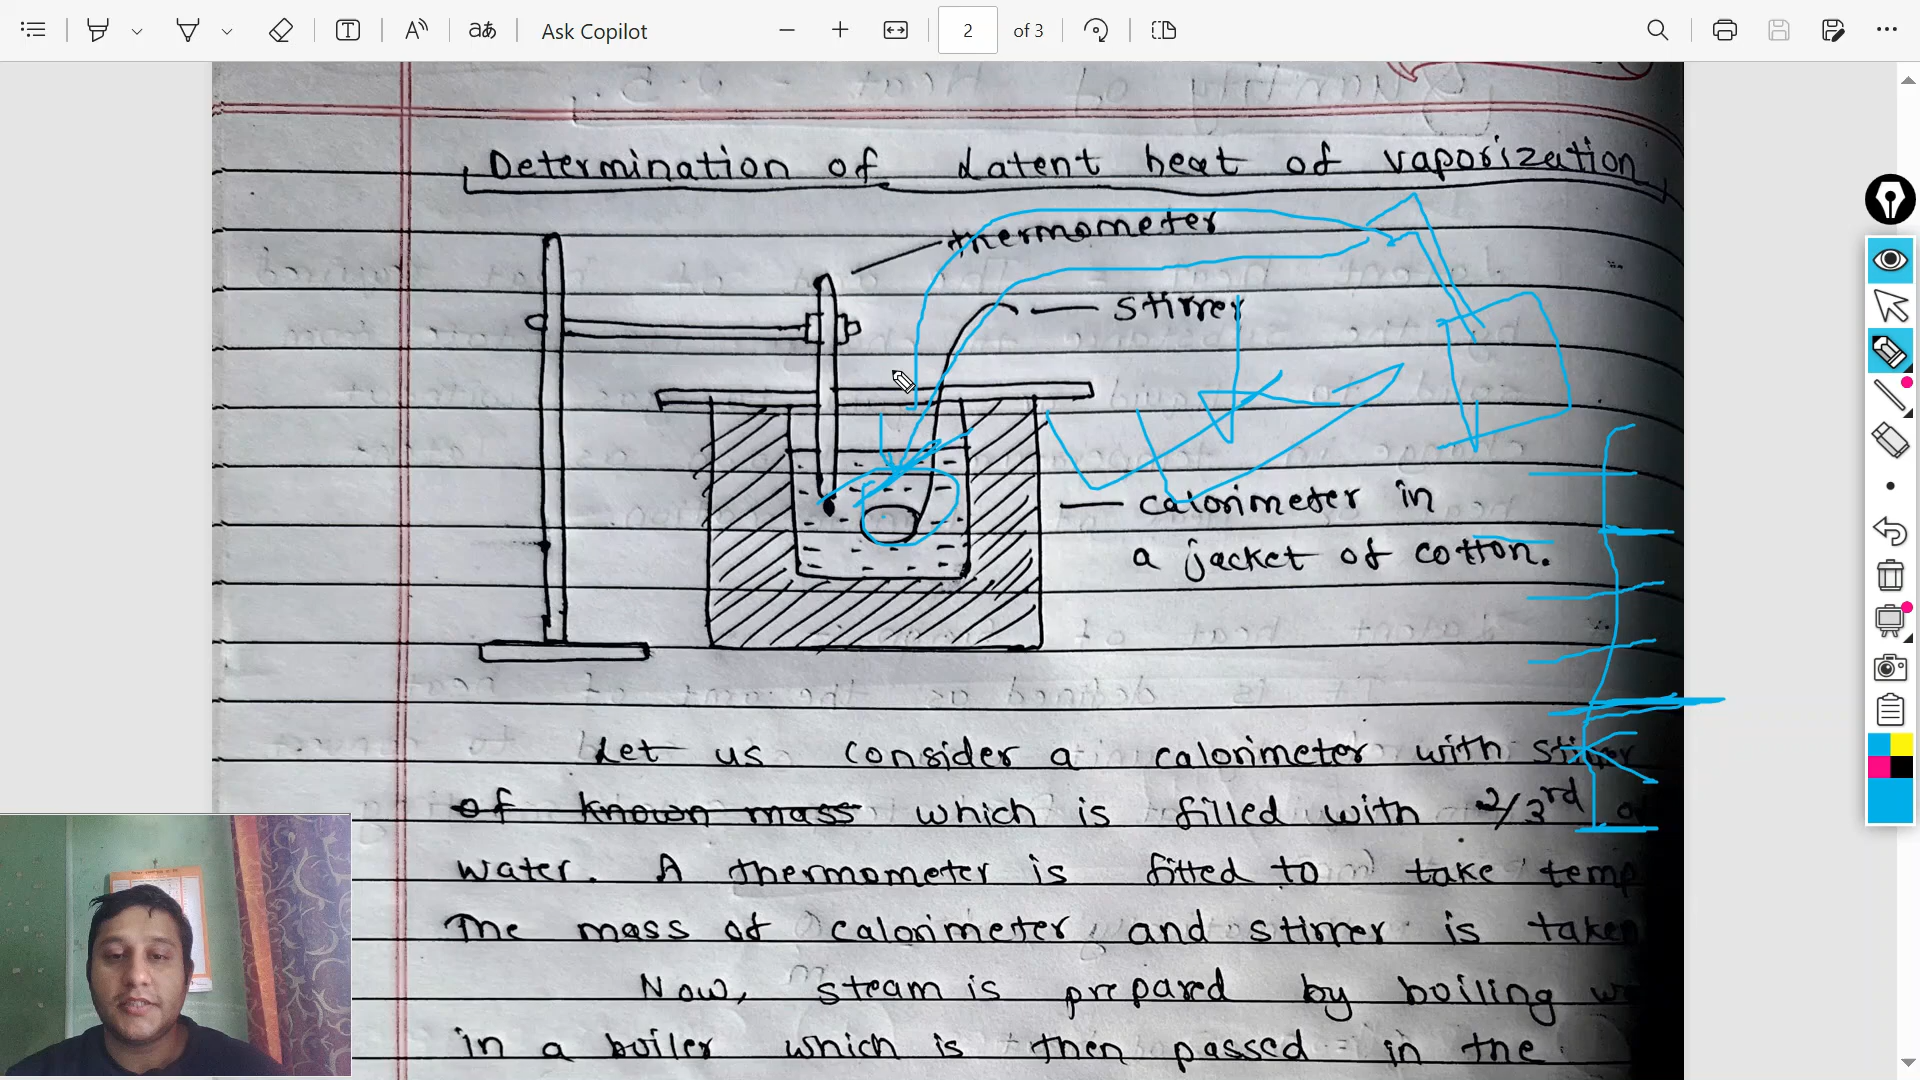 Ask Copilot
2 of 3
Determination of Latent heat of vaporization
thermometer
stirrer
calorimeter in
a jacket of cotton.
Let us consider a calorimeter with
of known mass which is filled with 2/3rd
water. A thermometer is fitted to take temp
The mass of calorimeter and stirrer is taken
Now, steam is prepared by boiling
in a boiler which is then passed in the